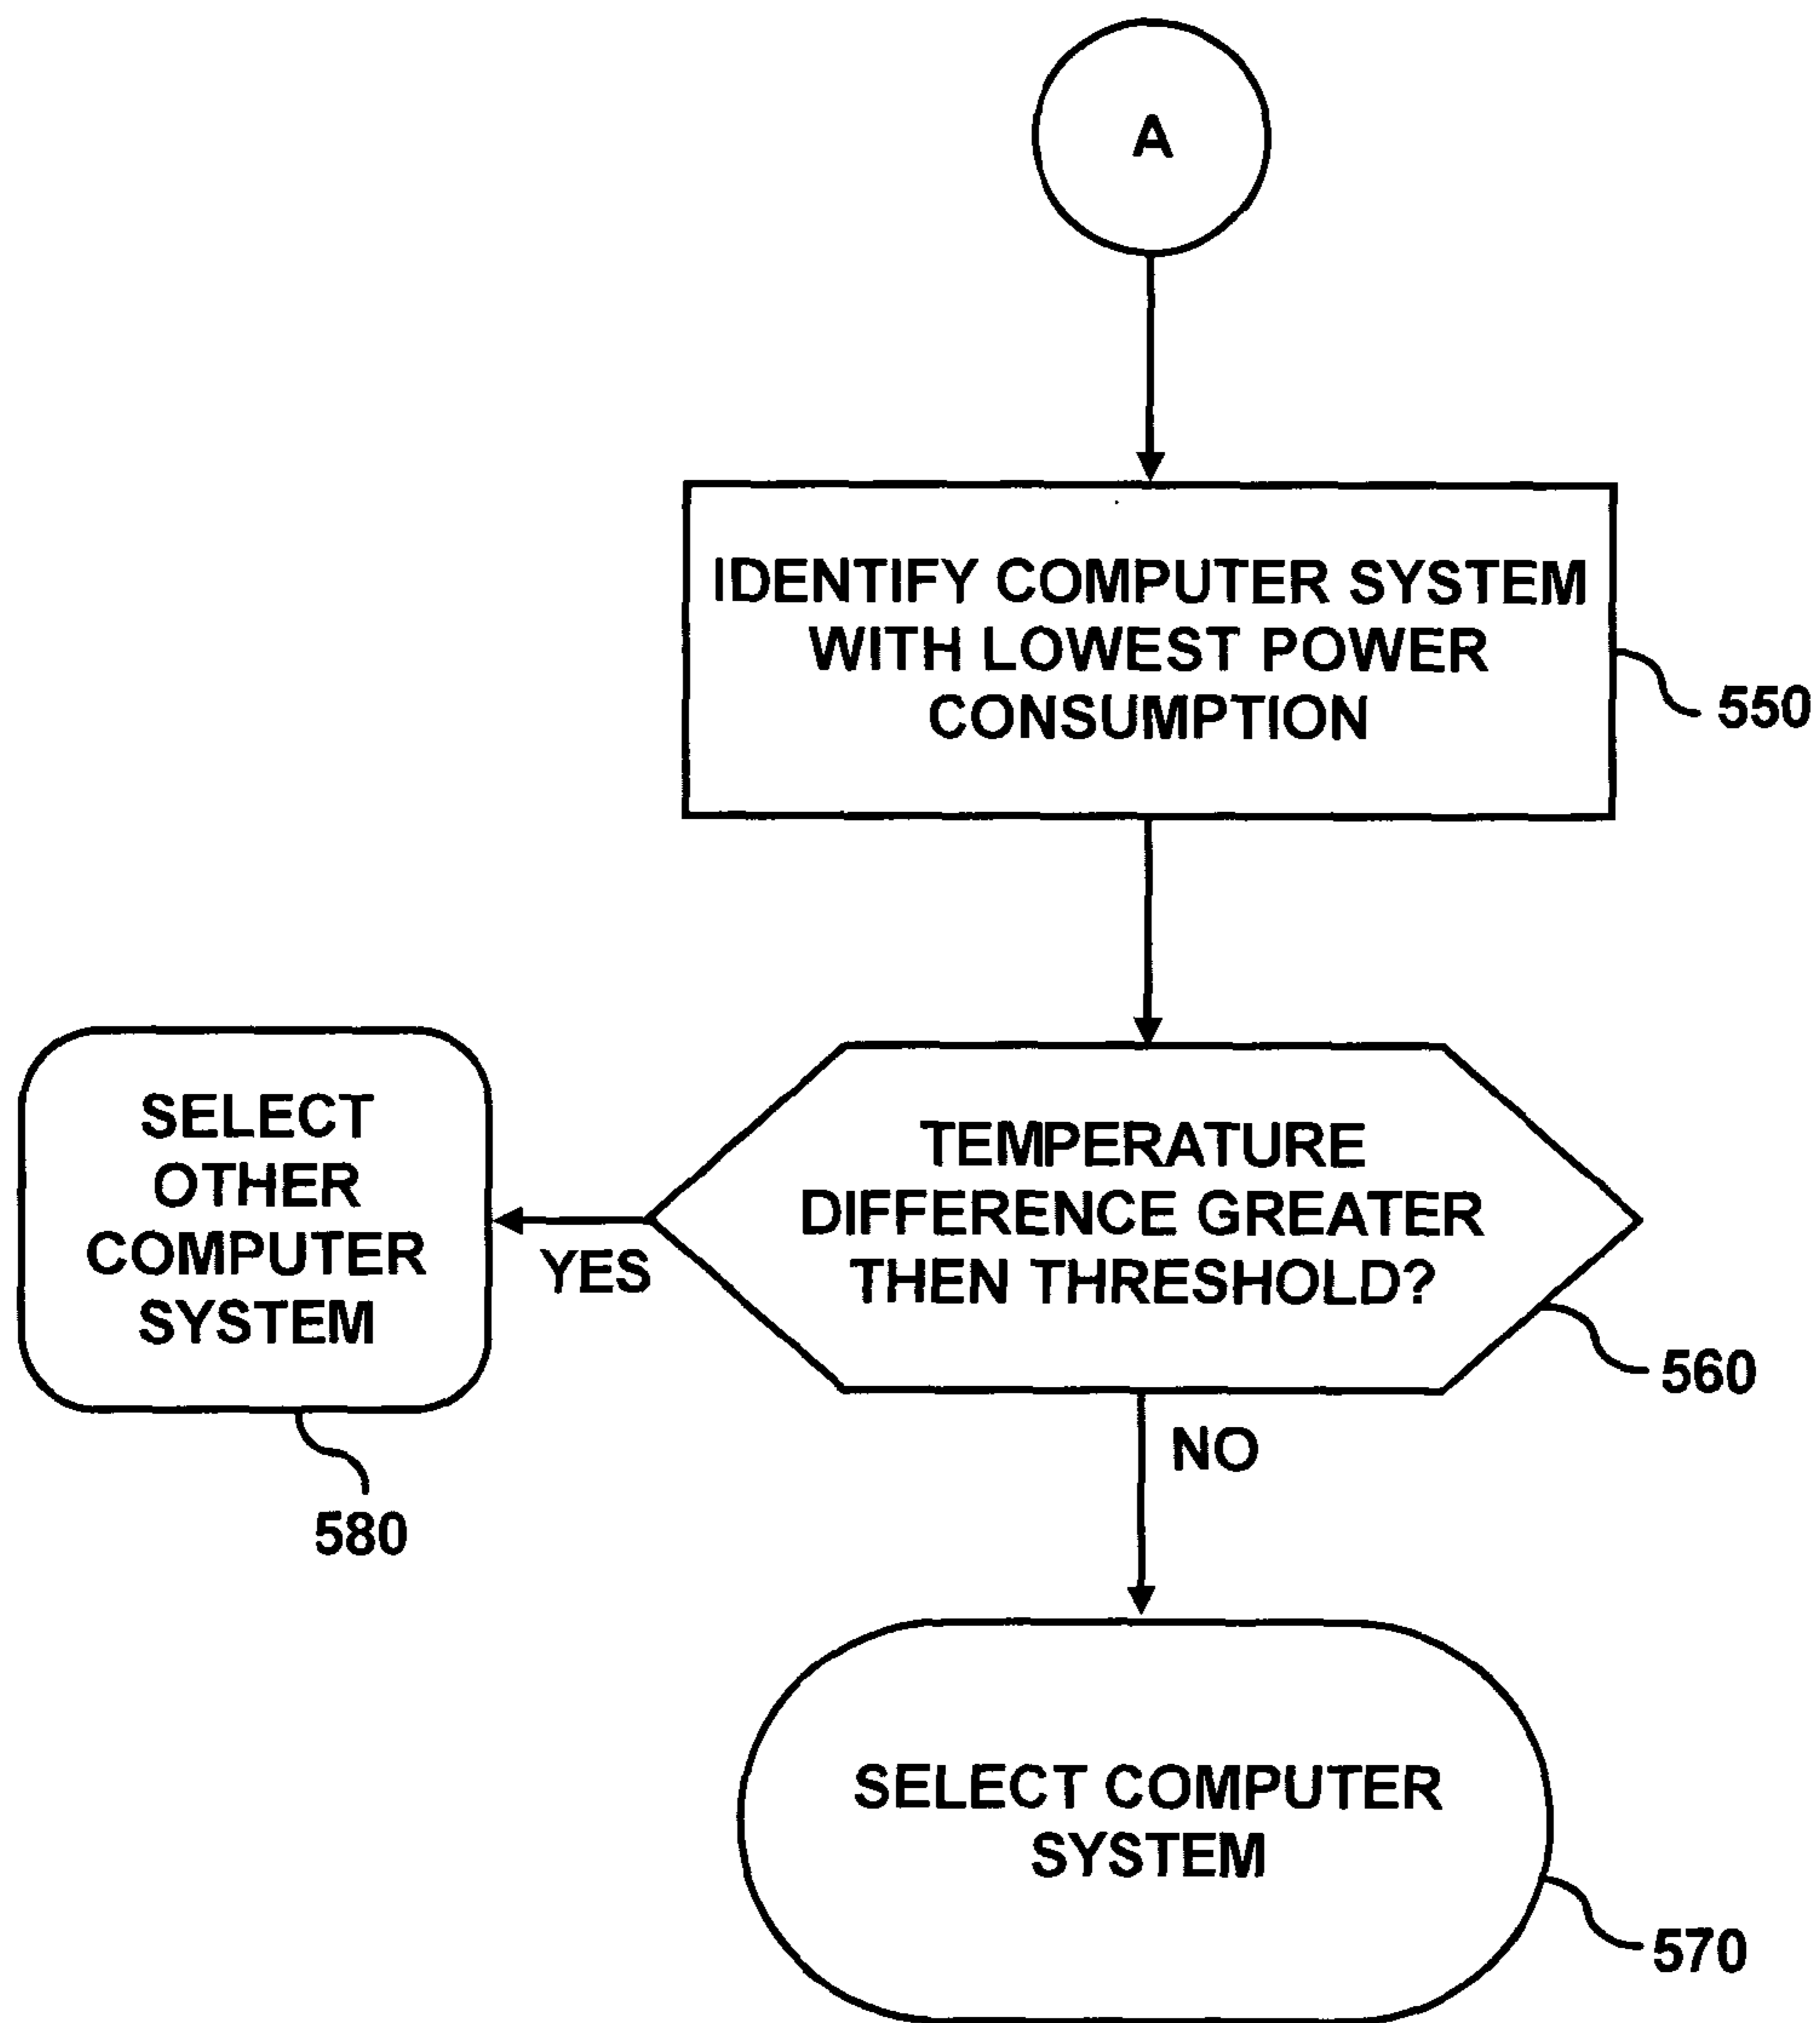 A
IDENTIFY COMPUTER SYSTEM
WITH LOWEST POWER
CONSUMPTION
550
TEMPERATURE
DIFFERENCE GREATER
THEN THRESHOLD?
560
YES
SELECT
OTHER
COMPUTER
SYSTEM
580
NO
SELECT COMPUTER
SYSTEM
570